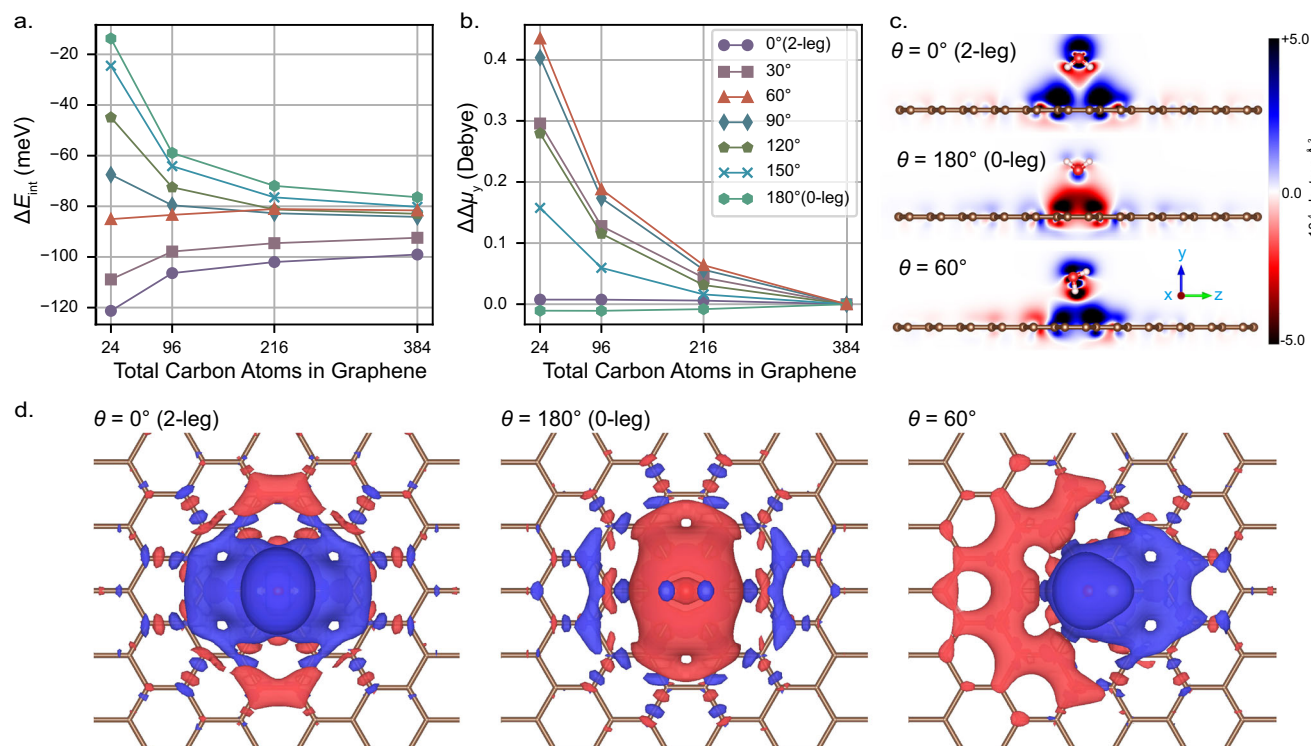 a.
ΔE_int (meV)
−20
−40
−60
−80
−100
−120
24
96
216
384
Total Carbon Atoms in Graphene
b.
ΔΔμ_y (Debye)
0.4
0.3
0.2
0.1
0.0
24
96
216
384
Total Carbon Atoms in Graphene
0°(2-leg)
30°
60°
90°
120°
150°
180°(0-leg)
c.
θ = 0° (2-leg)
θ = 180° (0-leg)
θ = 60°
y
x
z
+5.0
0.0
-5.0
d.
θ = 0° (2-leg)
θ = 180° (0-leg)
θ = 60°